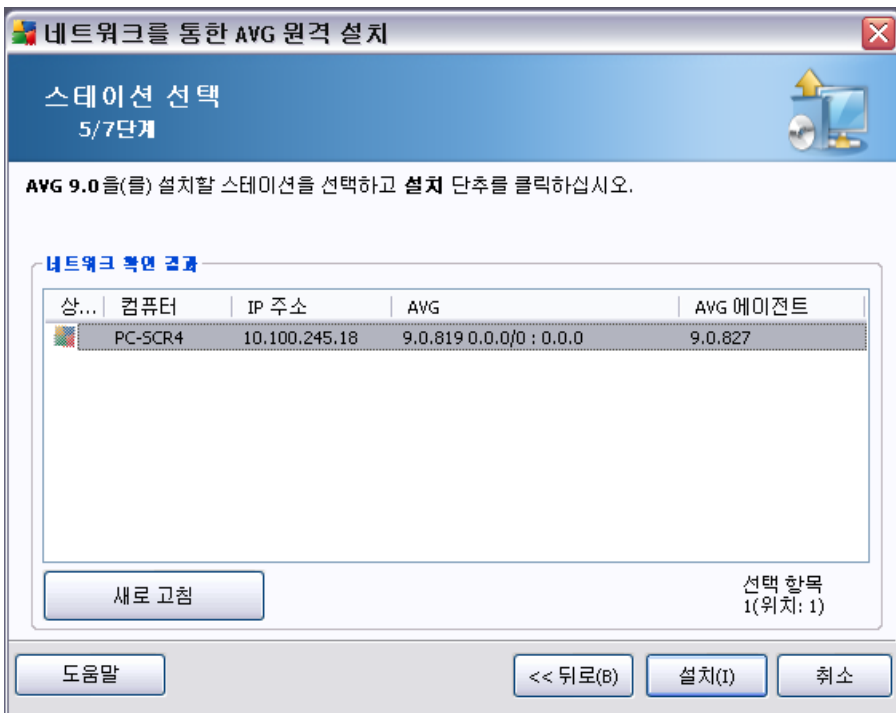 네트워크를 통한 AVG 원격 설치
스테이션 선택
5/7단계
AVG 9.0을(를) 설치할 스테이션을 선택하고 설치 단추를 클릭하십시오.
네트워크 확인 결과
상... 컴퓨터 IP 주소 AVG AVG 에이전트
PC-SCR4 10.100.245.18 9.0.819 0.0.0/0 : 0.0.0 9.0.827
새로 고침
선택 항목
1(위치: 1)
도움말 << 뒤로(B) 설치(I) 취소